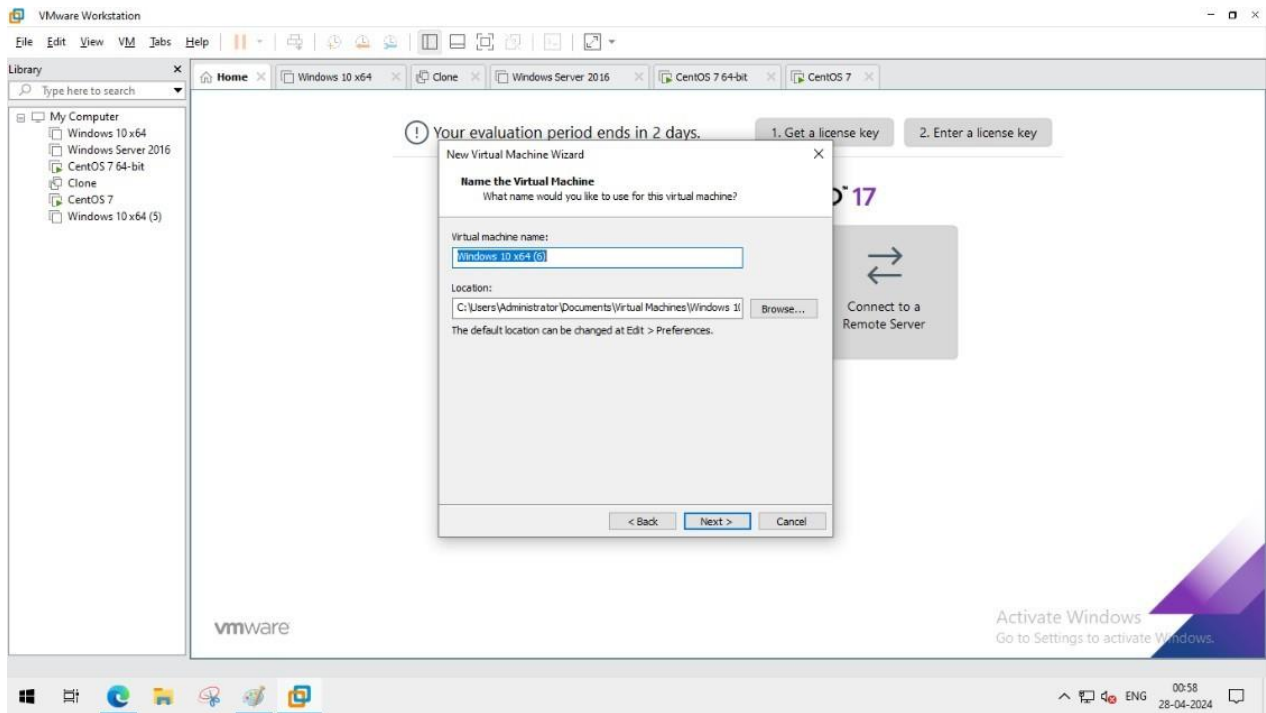 VMware Workstation
File Edit View VM Tabs Help
Library
Type here to search
My Computer
Windows 10 x64
Windows Server 2016
CentOS 7 64-bit
Clone
CentOS 7
Windows 10 x64 (5)
Home Windows 10 x64 Clone Windows Server 2016 CentOS 7 64-bit CentOS 7
Your evaluation period ends in 2 days. 1. Get a license key 2. Enter a license key
17
New Virtual Machine Wizard
Name the Virtual Machine
What name would you like to use for this virtual machine?
Virtual machine name:
Windows 10 x64 (6)
Location:
C:\Users\Administrator\Documents\Virtual Machines\Windows 1( Browse...
The default location can be changed at Edit > Preferences.
< Back Next > Cancel
Connect to a
Remote Server
vmware
Activate Windows
Go to Settings to activate Windows.
ENG 00:58
28-04-2024